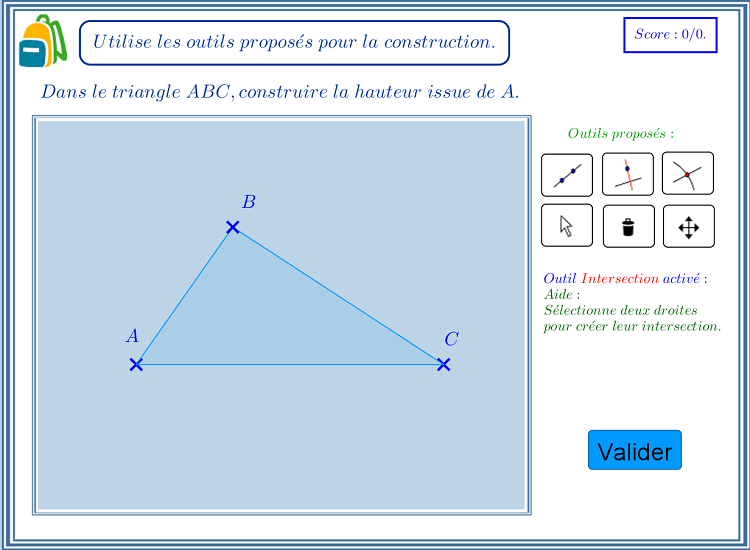 Utilise les outils proposés pour la construction.
Score : 0/0.
Dans le triangle ABC, construire la hauteur issue de A.
Outils proposés :
B
A
C
Outil Intersection activé :
Aide :
Sélectionne deux droites
pour créer leur intersection.
Valider